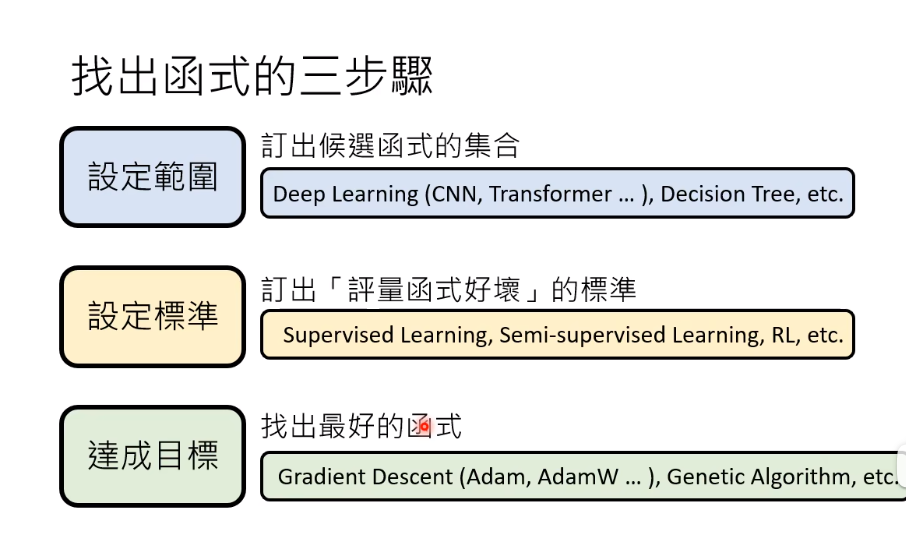 找出函式的三步驟
設定範圍
訂出候選函式的集合
Deep Learning (CNN, Transformer … ), Decision Tree, etc.
設定標準
訂出「評量函式好壞」的標準
Supervised Learning, Semi-supervised Learning, RL, etc.
達成目標
找出最好的函式
Gradient Descent (Adam, AdamW … ), Genetic Algorithm, etc.